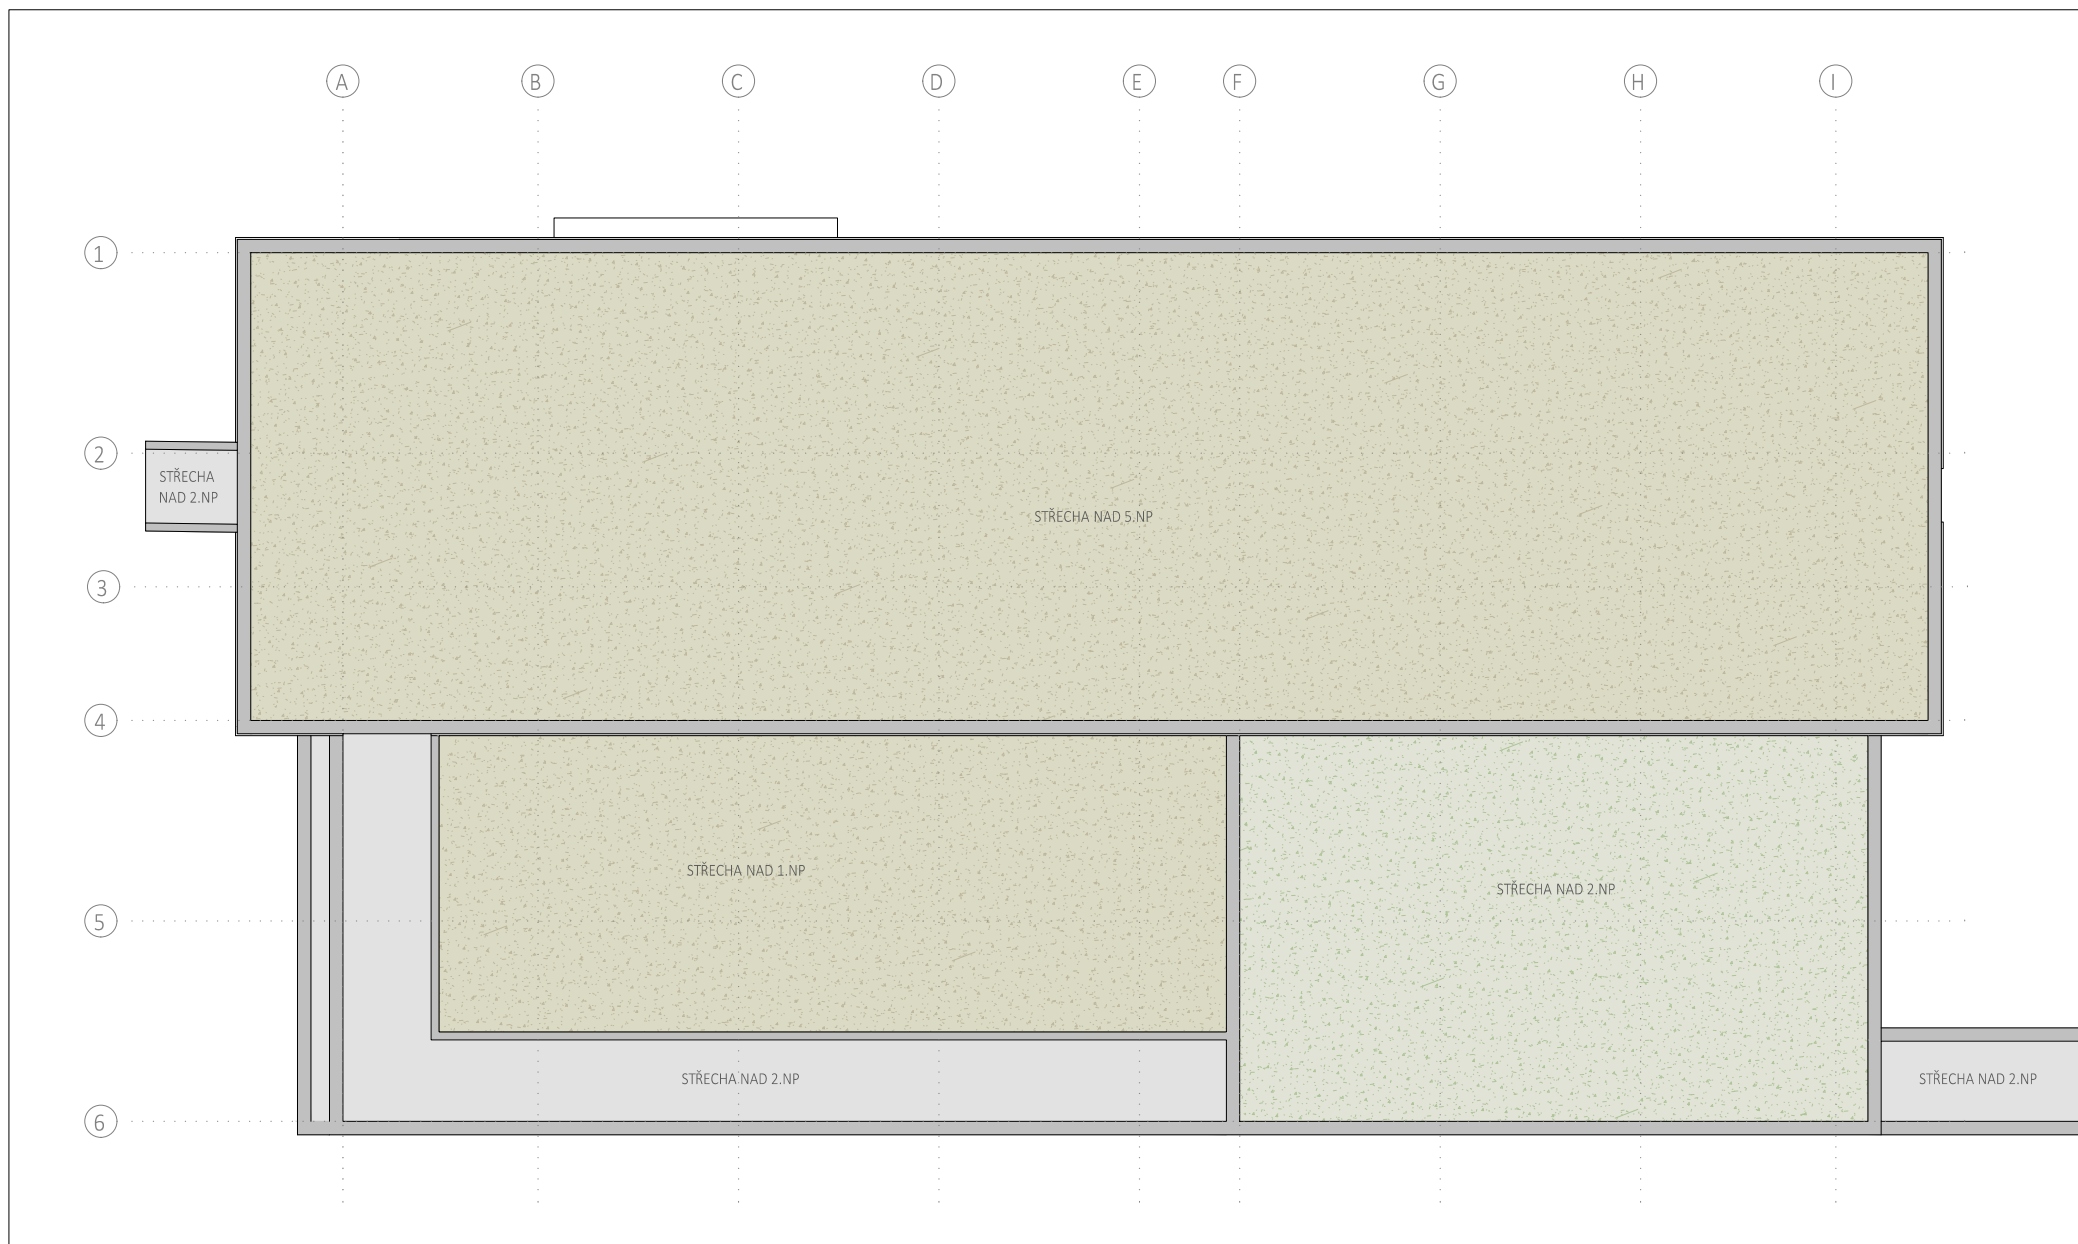 A B C D E F G H I
1
2
STŘECHA
NAD 2.NP
STŘECHA NAD 5.NP
3
4
STŘECHA NAD 1.NP
STŘECHA NAD 2.NP
5
STŘECHA NAD 2.NP
STŘECHA NAD 2.NP
6